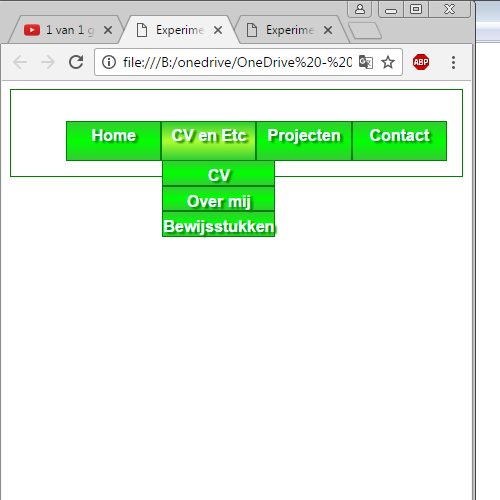 1 van 1 g
Experime
Experime
file:///B:/onedrive/OneDrive%20-%20
ABP
Home
CV en Etc
Projecten
Contact
CV
Over mij
Bewijsstukken